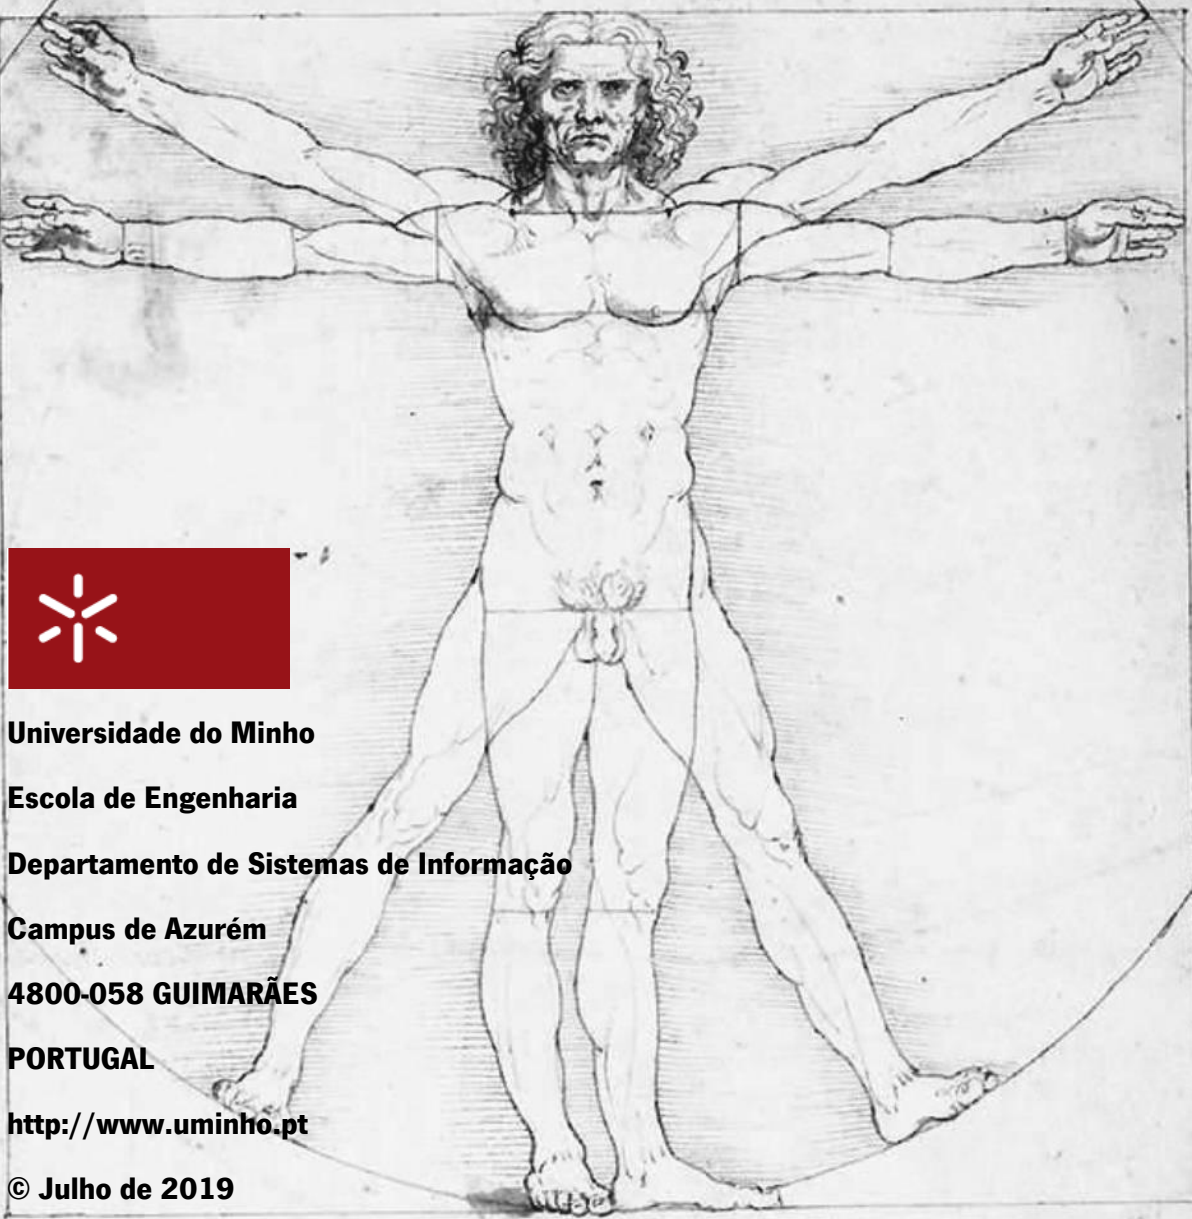 Universidade do Minho
Escola de Engenharia
Departamento de Sistemas de Informação
Campus de Azurém
4800-058 GUIMARÃES
PORTUGAL
http://www.uminho.pt
© Julho de 2019